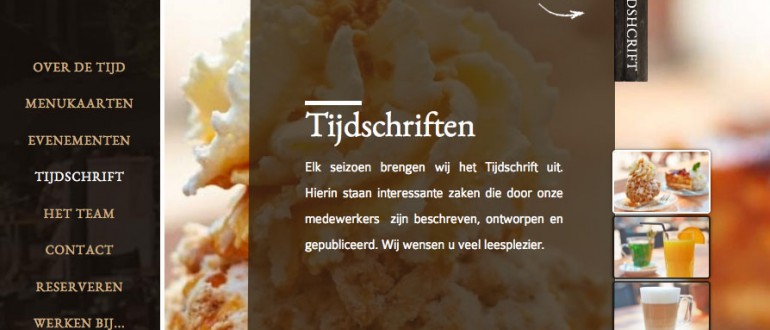 OVER DE TIJD
MENUKAARTEN
EVENEMENTEN
TIJDSCHRIFT
HET TEAM
CONTACT
RESERVEREN
WERKEN BIJ...
Tijdschriften
Elk seizoen brengen wij het Tijdschrift uit.
Hierin staan interessante zaken die door onze
medewerkers zijn beschreven, ontworpen en
gepubliceerd. Wij wensen u veel leesplezier.
DSHCRIFT